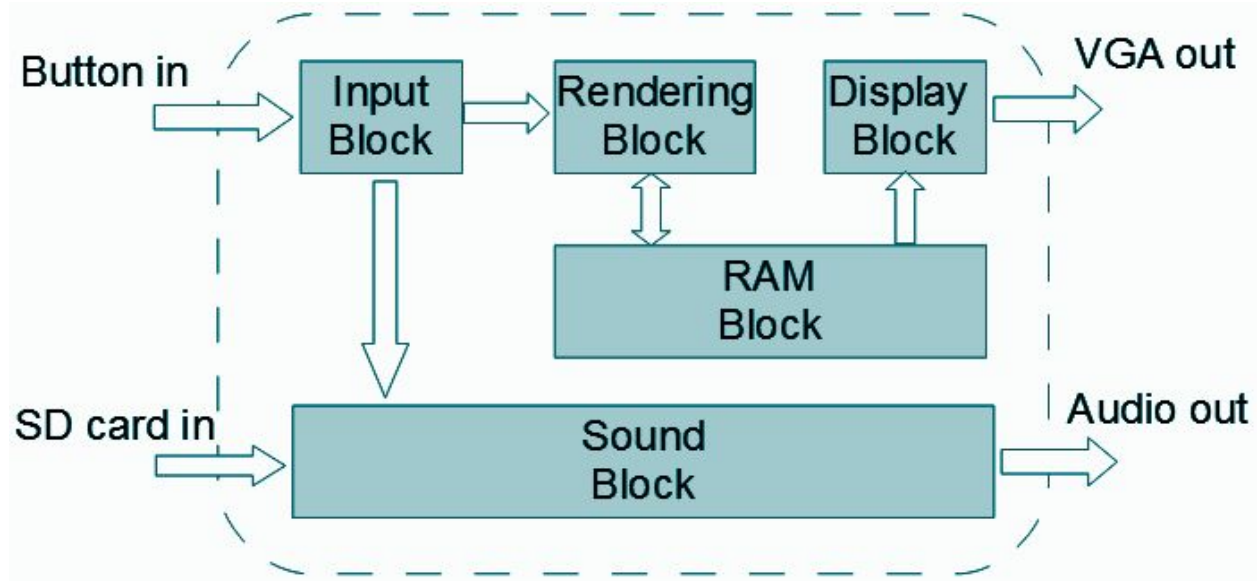 Button in
Input
Block
Rendering
Block
Display
Block
VGA out
RAM
Block
SD card in
Sound
Block
Audio out